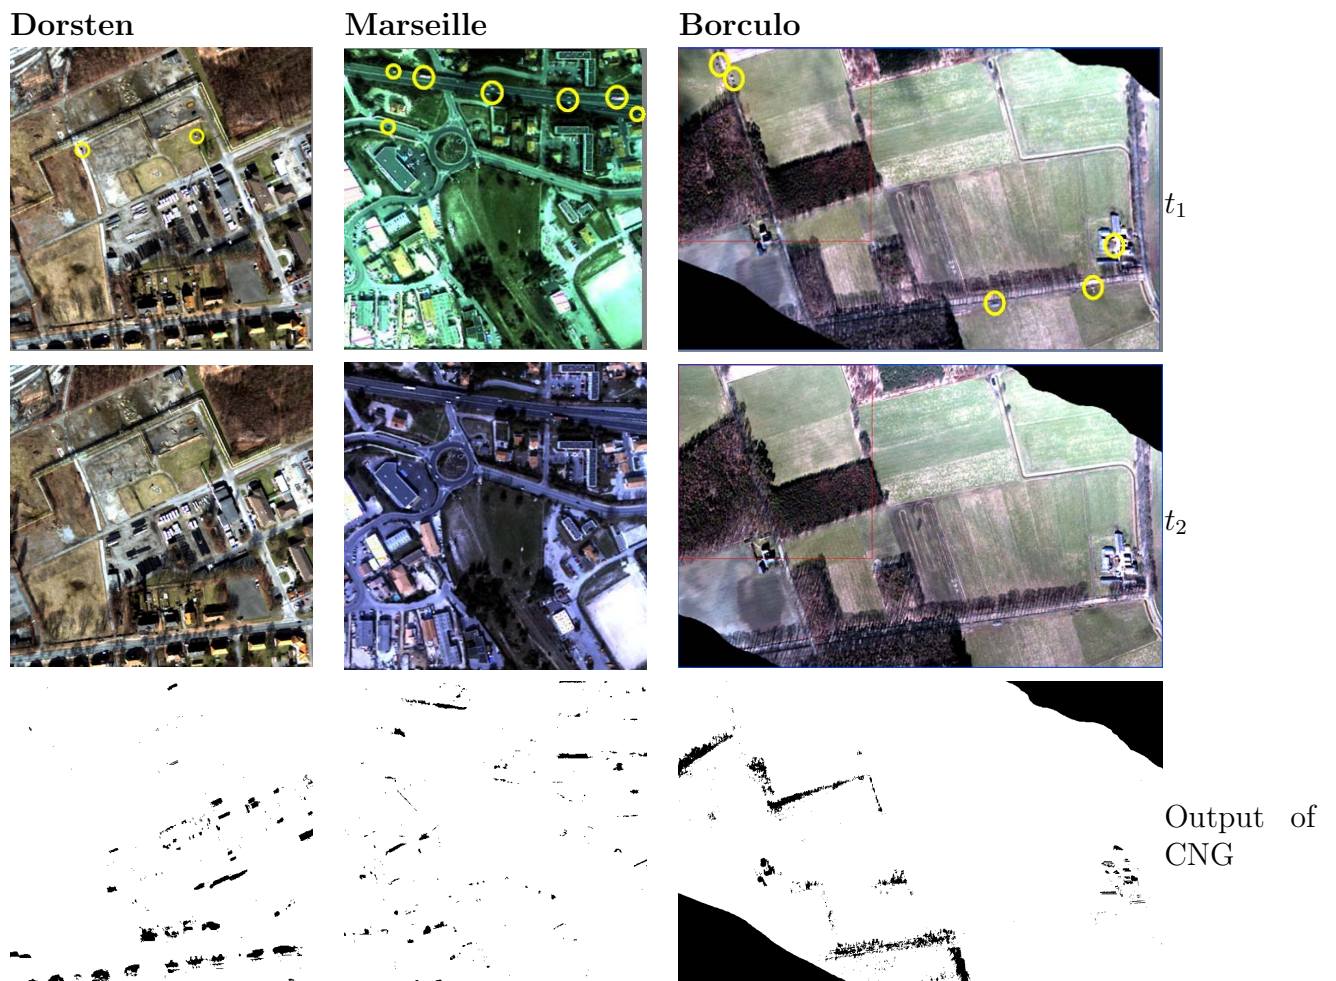 Dorsten
Marseille
Borculo
t₁
t₂
Output of
CNG